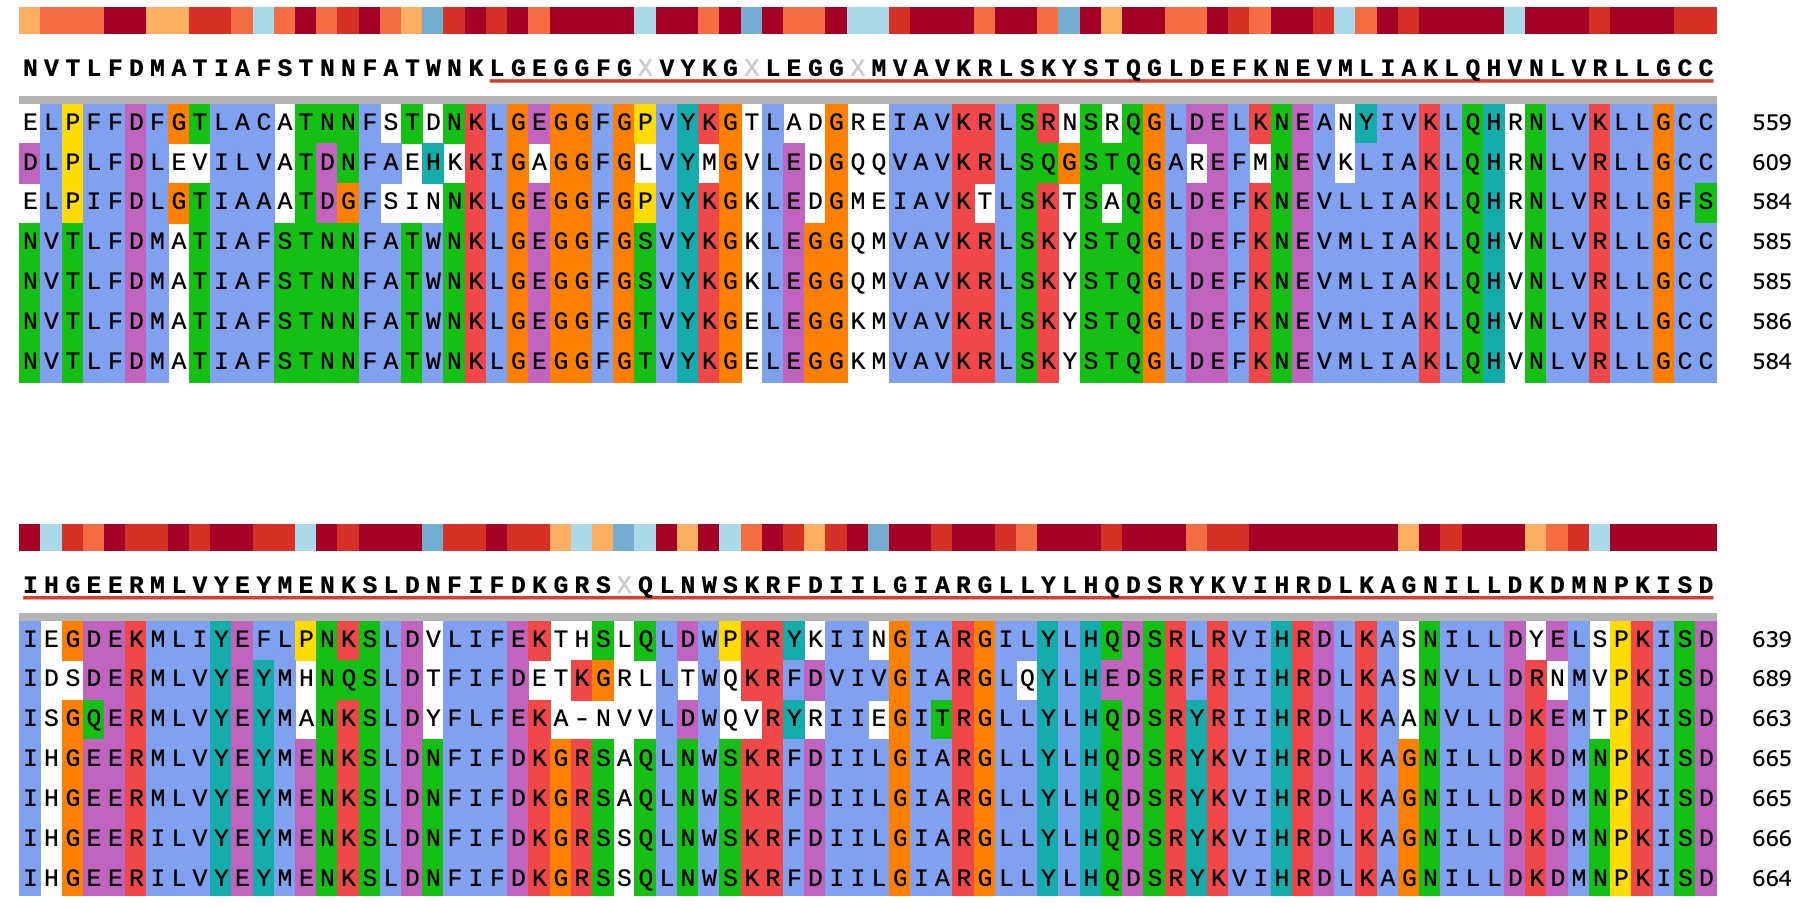 NVTLFDMATIAFSTNNFATWNKLGEGGFGXVYKGXLEGGXMVAVKRLSKYSTQGLDEFKNEVMLIAKLQHVNLVRLLGCC
ELPFFDFGTLACATNNFSTDNKLGEGGFGPVYKGTLADGREIAVKRLSRNSRQGLDELKNEANYIVKLQHRNLVKLLGCC 559
DLPLFDLEVILVATDNFAEHKKIGAGGFGLVYMGVLEDGQQVAVKRLSQGSTQGAREFMNEVKLIAKLQHRNLVRLLGCC 609
ELPIFDLGTIAAATDGFSINNKLGEGGFGPVYKGKLEDGMEIAVKTLSKTSAQGLDEFKNEVLLIAKLQHRNLVRLLGFS 584
NVTLFDMATIAFSTNNFATWNKLGEGGFGSVYKGKLEGGQMVAVKRLSKYSTQGLDEFKNEVMLIAKLQHVNLVRLLGCC 585
NVTLFDMATIAFSTNNFATWNKLGEGGFGSVYKGKLEGGQMVAVKRLSKYSTQGLDEFKNEVMLIAKLQHVNLVRLLGCC 585
NVTLFDMATIAFSTNNFATWNKLGEGGFGTVYKGELEGGKMVAVKRLSKYSTQGLDEFKNEVMLIAKLQHVNLVRLLGCC 586
NVTLFDMATIAFSTNNFATWNKLGEGGFGTVYKGELEGGKMVAVKRLSKYSTQGLDEFKNEVMLIAKLQHVNLVRLLGCC 584
IHGEERMLVYEYMENKSLDNFIFDKGRSXQLNWSKRFDIILGIARGLLYLHQDSRYKVIHRDLKAGNILLDKDMNPKISD
IEGDEKMLIYEFLPNKSLDVLIFEKTHSLQLDWPKRYKIINGIARGILYLHQDSRLRVIHRDLKASNILLDYELSPKISD 639
IDSDERMLVYEYMHNQSLDTFIFDETKGRLLTWQKRFDVIVGIARGLQYLHEDSRFRIIHRDLKASNVLLDRNMVPKISD 689
ISGQERMLVYEYMANKSLDYFLFEKA-NVVLDWQVRYRIIEGITRGLLYLHQDSRYRIIHRDLKAANVLLDKEMTPKISD 663
IHGEERMLVYEYMENKSLDNFIFDKGRSAQLNWSKRFDIILGIARGLLYLHQDSRYKVIHRDLKAGNILLDKDMNPKISD 665
IHGEERMLVYEYMENKSLDNFIFDKGRSAQLNWSKRFDIILGIARGLLYLHQDSRYKVIHRDLKAGNILLDKDMNPKISD 665
IHGEERILVYEYMENKSLDNFIFDKGRSSQLNWSKRFDIILGIARGLLYLHQDSRYKVIHRDLKAGNILLDKDMNPKISD 666
IHGEERILVYEYMENKSLDNFIFDKGRSSQLNWSKRFDIILGIARGLLYLHQDSRYKVIHRDLKAGNILLDKDMNPKISD 664